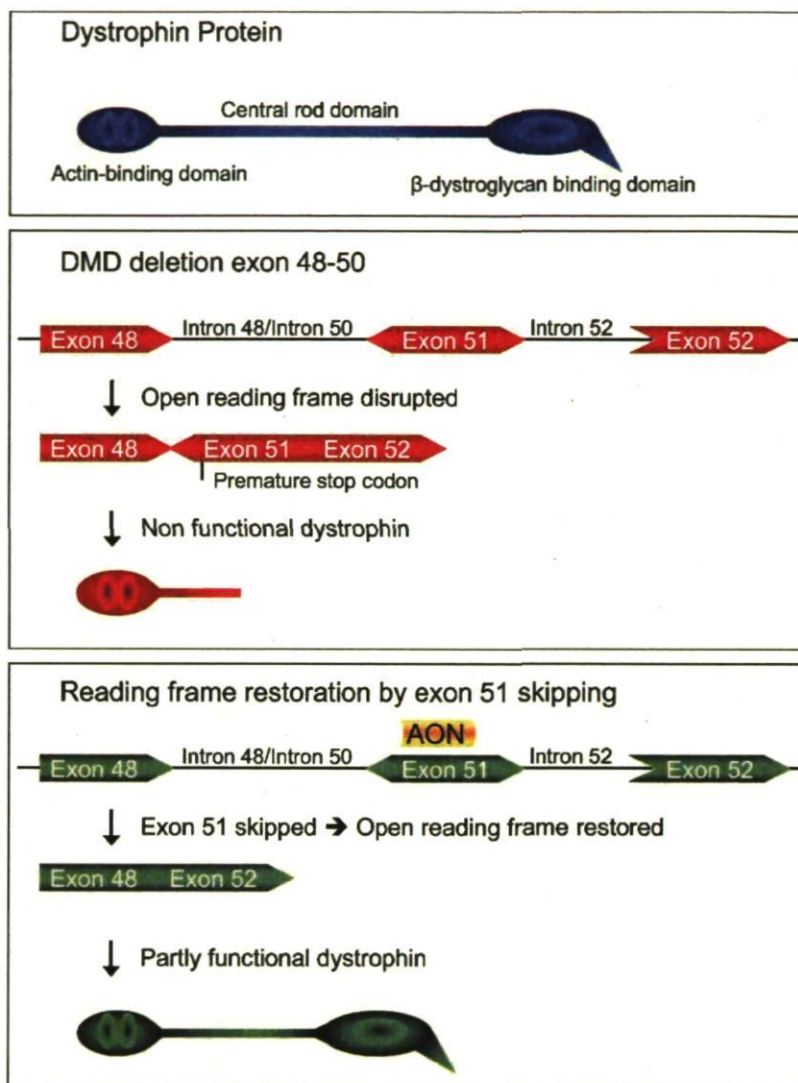 Dystrophin Protein
Central rod domain
Actin-binding domain
β-dystroglycan binding domain
DMD deletion exon 48-50
Exon 48
Intron 48/Intron 50
Exon 51
Intron 52
Exon 52
Open reading frame disrupted
Exon 48
Exon 51
Exon 52
Premature stop codon
Non functional dystrophin
Reading frame restoration by exon 51 skipping
AON
Exon 48
Intron 48/Intron 50
Exon 51
Intron 52
Exon 52
Exon 51 skipped ➔ Open reading frame restored
Exon 48
Exon 52
Partly functional dystrophin